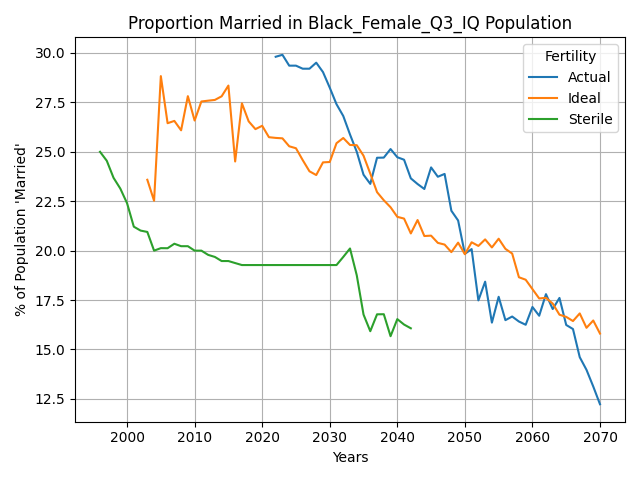 Proportion Married in Black_Female_Q3_IQ Population
Fertility
Actual
Ideal
Sterile
% of Population 'Married'
30.0
27.5
25.0
22.5
20.0
17.5
15.0
12.5
2000 2010 2020 2030 2040 2050 2060 2070
Years